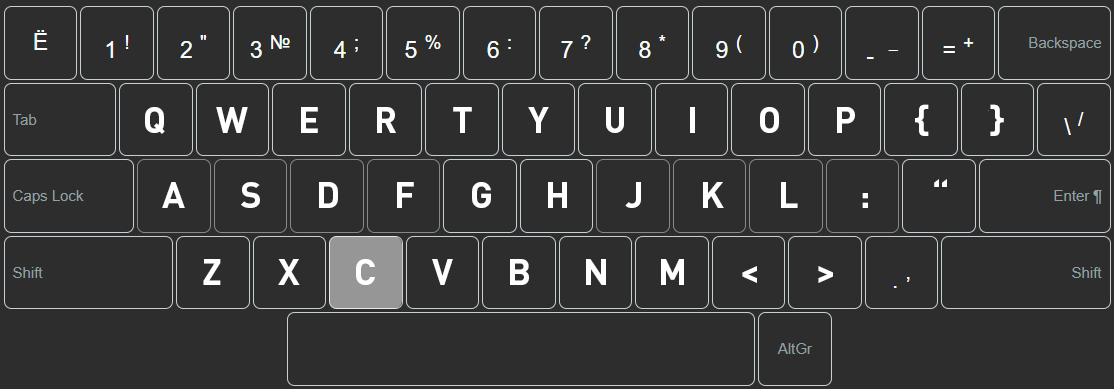 Ё 1 ! 2 " 3 № 4 ; 5 % 6 : 7 ? 8 * 9 ( 0 ) - _ = + Backspace
Tab Q W E R T Y U I O P { } \ /
Caps Lock A S D F G H J K L : “ Enter ¶
Shift Z X C V B N M < > . , Shift
AltGr